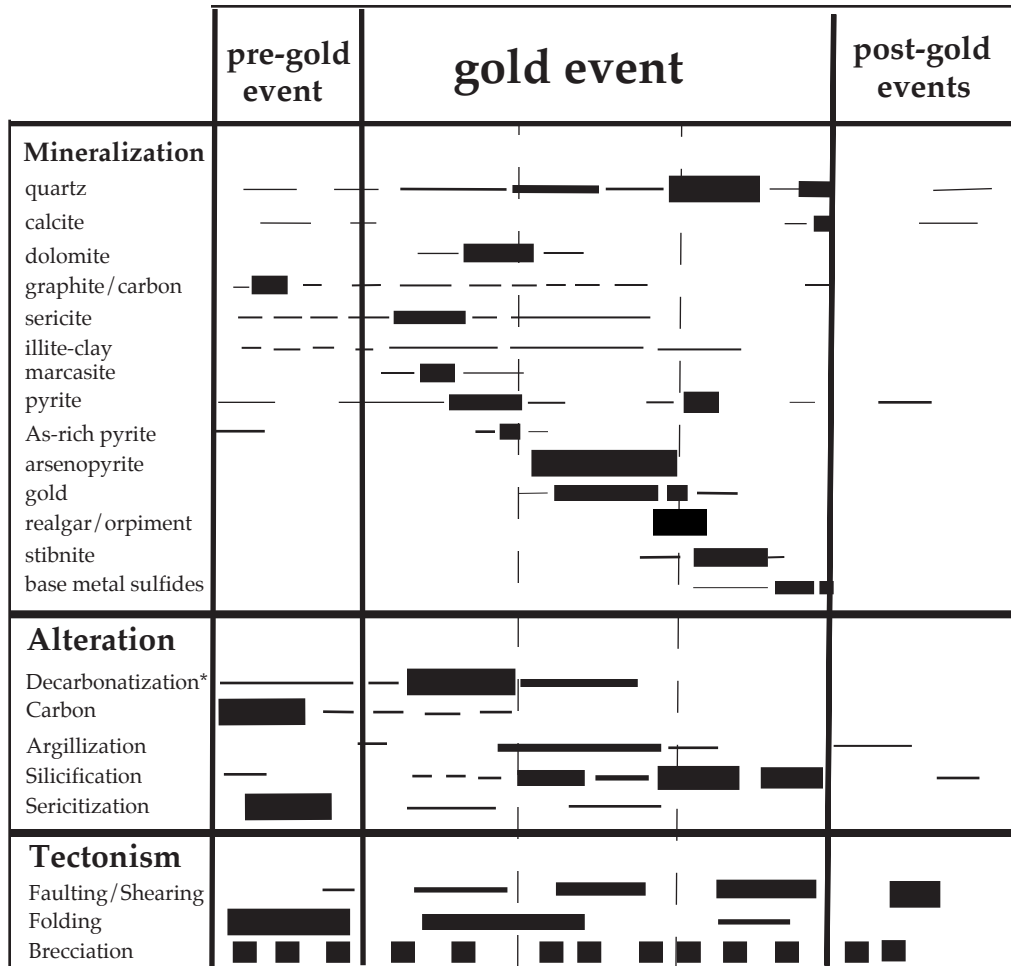 pre-gold
event
gold event
post-gold
events
Mineralization
quartz
calcite
dolomite
graphite/carbon
sericite
illite-clay
marcasite
pyrite
As-rich pyrite
arsenopyrite
gold
realgar/orpiment
stibnite
base metal sulfides
Alteration
Decarbonatization*
Carbon
Argillization
Silicification
Sericitization
Tectonism
Faulting/Shearing
Folding
Brecciation